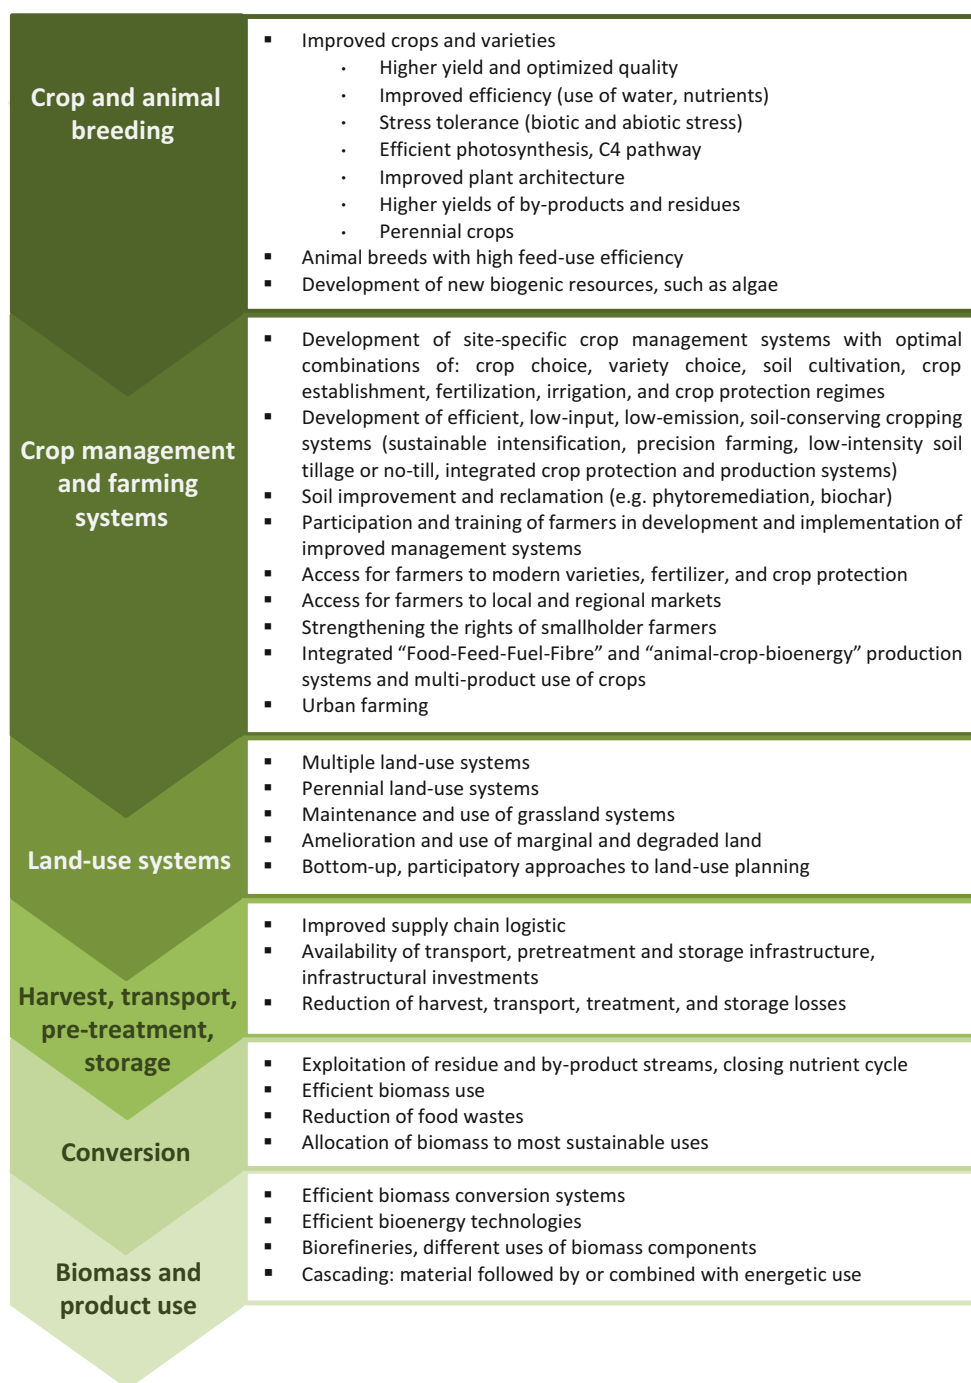 Crop and animal
breeding
▪ Improved crops and varieties
· Higher yield and optimized quality
· Improved efficiency (use of water, nutrients)
· Stress tolerance (biotic and abiotic stress)
· Efficient photosynthesis, C4 pathway
· Improved plant architecture
· Higher yields of by-products and residues
· Perennial crops
▪ Animal breeds with high feed-use efficiency
▪ Development of new biogenic resources, such as algae
Crop management
and farming
systems
▪ Development of site-specific crop management systems with optimal
combinations of: crop choice, variety choice, soil cultivation, crop
establishment, fertilization, irrigation, and crop protection regimes
▪ Development of efficient, low-input, low-emission, soil-conserving cropping
systems (sustainable intensification, precision farming, low-intensity soil
tillage or no-till, integrated crop protection and production systems)
▪ Soil improvement and reclamation (e.g. phytoremediation, biochar)
▪ Participation and training of farmers in development and implementation of
improved management systems
▪ Access for farmers to modern varieties, fertilizer, and crop protection
▪ Access for farmers to local and regional markets
▪ Strengthening the rights of smallholder farmers
▪ Integrated “Food-Feed-Fuel-Fibre” and “animal-crop-bioenergy” production
systems and multi-product use of crops
▪ Urban farming
Land-use systems
▪ Multiple land-use systems
▪ Perennial land-use systems
▪ Maintenance and use of grassland systems
▪ Amelioration and use of marginal and degraded land
▪ Bottom-up, participatory approaches to land-use planning
Harvest, transport,
pre-treatment,
storage
▪ Improved supply chain logistic
▪ Availability of transport, pretreatment and storage infrastructure,
infrastructural investments
▪ Reduction of harvest, transport, treatment, and storage losses
Conversion
▪ Exploitation of residue and by-product streams, closing nutrient cycle
▪ Efficient biomass use
▪ Reduction of food wastes
▪ Allocation of biomass to most sustainable uses
Biomass and
product use
▪ Efficient biomass conversion systems
▪ Efficient bioenergy technologies
▪ Biorefineries, different uses of biomass components
▪ Cascading: material followed by or combined with energetic use